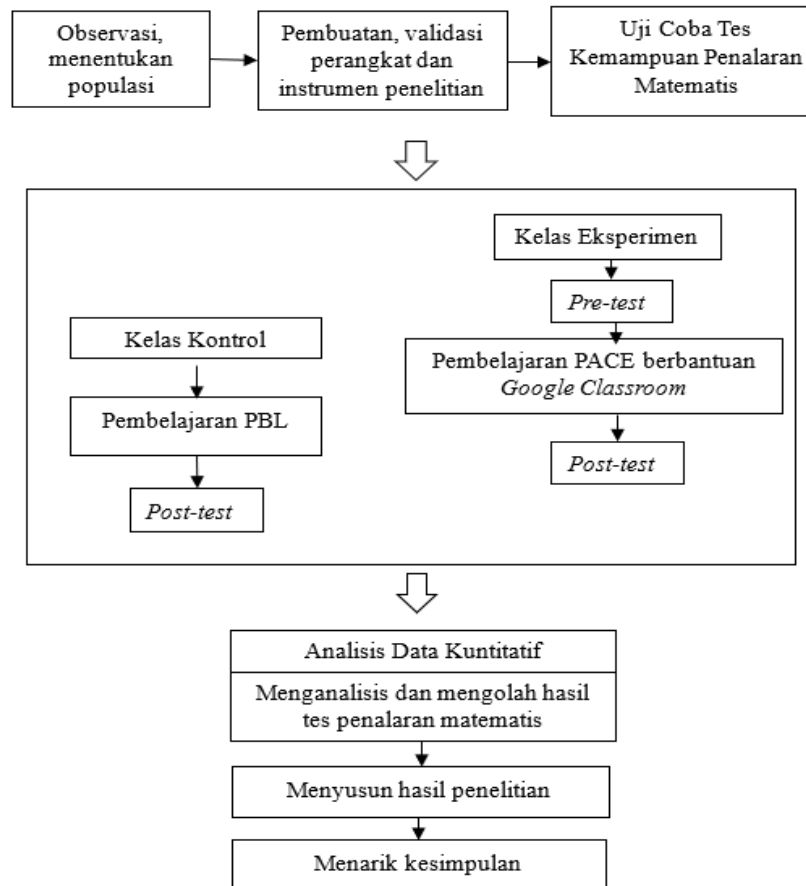 Observasi,
menentukan
populasi
Pembuatan, validasi
perangkat dan
instrumen penelitian
Uji Coba Tes
Kemampuan Penalaran
Matematis
Kelas Kontrol
Pembelajaran PBL
Post-test
Kelas Eksperimen
Pre-test
Pembelajaran PACE berbantuan
Google Classroom
Post-test
Analisis Data Kuntitatif
Menganalisis dan mengolah hasil
tes penalaran matematis
Menyusun hasil penelitian
Menarik kesimpulan